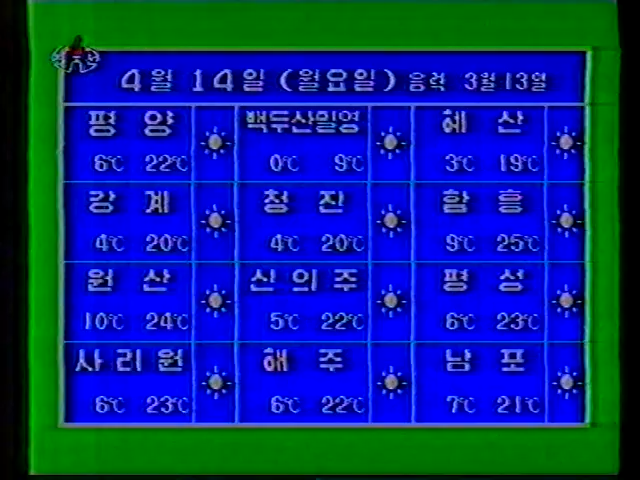 4월 14일 (월요일) 음력 3월13일
평 양 백두산밀영 혜 산
6℃ 22℃ 0℃ 9℃ 3℃ 19℃
강 계 청 진 함 흥
4℃ 20℃ 4℃ 20℃ 9℃ 25℃
원 산 신 의 주 평 성
10℃ 24℃ 5℃ 22℃ 6℃ 23℃
사 리 원 해 주 남 포
6℃ 23℃ 6℃ 22℃ 7℃ 21℃